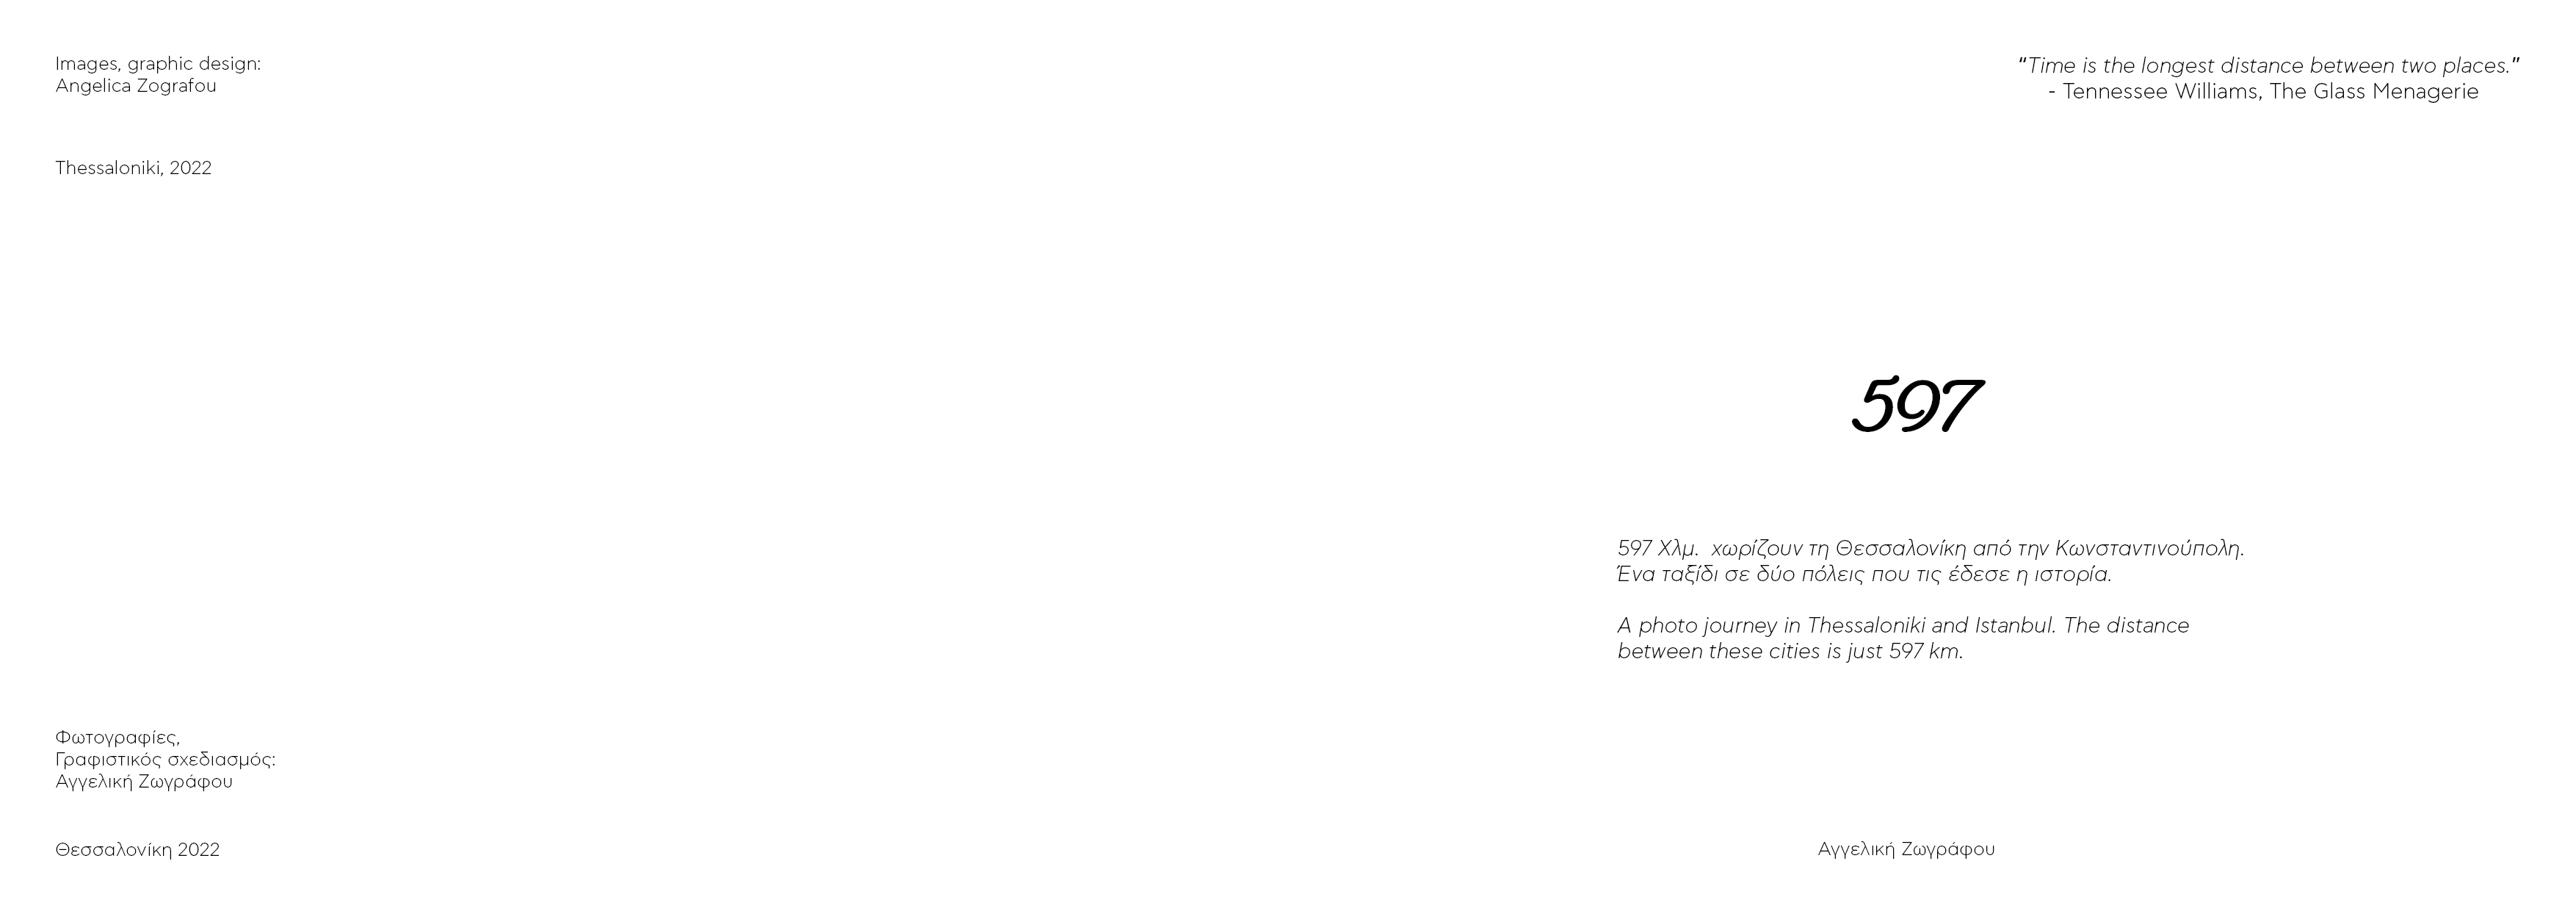 Images, graphic design:
Angelica Zografou
Thessaloniki, 2022
Φωτογραφίες,
Γραφιστικός σχεδιασμός:
Αγγελική Ζωγράφου
Θεσσαλονίκη 2022
“Time is the longest distance between two places.”
- Tennessee Williams, The Glass Menagerie
597
597 Χλμ. χωρίζουν τη Θεσσαλονίκη από την Κωνσταντινούπολη.
Ένα ταξίδι σε δύο πόλεις που τις έδεσε η ιστορία.
A photo journey in Thessaloniki and Istanbul. The distance
between these cities is just 597 km.
Αγγελική Ζωγράφου